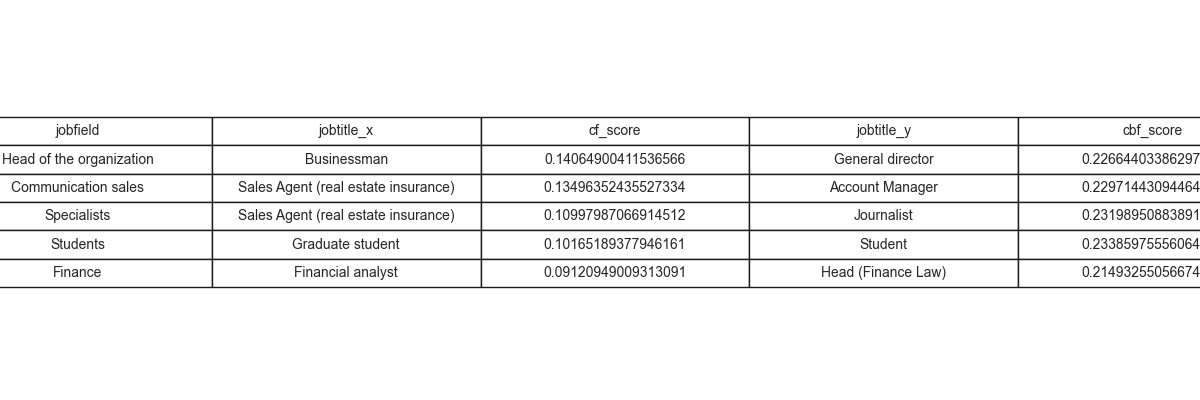 jobfield jobtitle_x cf_score jobtitle_y cbf_score
Head of the organization Businessman 0.14064900411536566 General director 0.22664403386297
Communication sales Sales Agent (real estate insurance) 0.13496352435527334 Account Manager 0.22971443094464
Specialists Sales Agent (real estate insurance) 0.10997987066914512 Journalist 0.23198950883891
Students Graduate student 0.10165189377946161 Student 0.23385975556064
Finance Financial analyst 0.09120949009313091 Head (Finance Law) 0.21493255056674